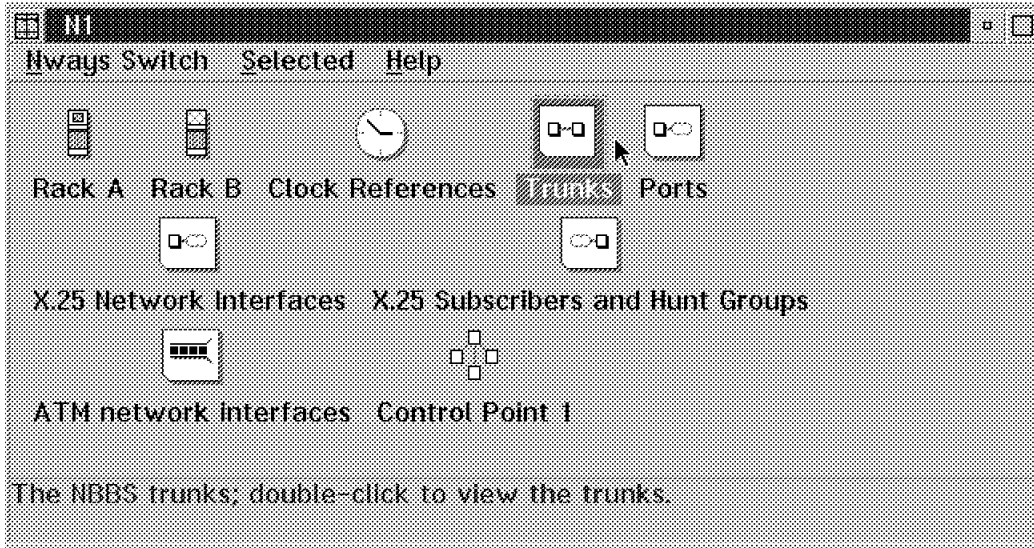 N1
Nways Switch Selected Help
Rack A Rack B Clock References Trunks Ports
X.25 Network Interfaces X.25 Subscribers and Hunt Groups
ATM network interfaces Control Point 1
The NBBS trunks; double-click to view the trunks.